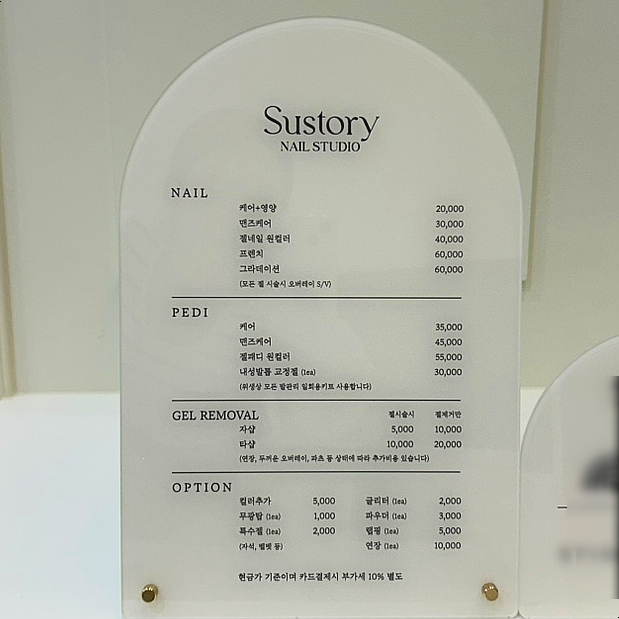 Sustory
NAIL STUDIO
NAIL
케어+영양 20,000
맨즈케어 30,000
젤네일 원컬러 40,000
프렌치 60,000
그라데이션 60,000
(모든 젤 시술시 오버레이 S/V)
PEDI
케어 35,000
맨즈케어 45,000
젤패디 원컬러 55,000
내성발톱 교정젤 (1ea) 30,000
(위생상 모든 발관리 일회용키트 사용합니다)
GEL REMOVAL 젤시술시 젤제거만
자샵 5,000 10,000
타샵 10,000 20,000
(연장, 두꺼운 오버레이, 파츠 등 상태에 따라 추가비용 있습니다)
OPTION
컬러추가 5,000 글리터 (1ea) 2,000
무광탑 (1ea) 1,000 파우더 (1ea) 3,000
특수젤 (1ea) 2,000 랩핑 (1ea) 5,000
(자석, 벨벳 등) 연장 (1ea) 10,000
현금가 기준이며 카드결제시 부가세 10% 별도